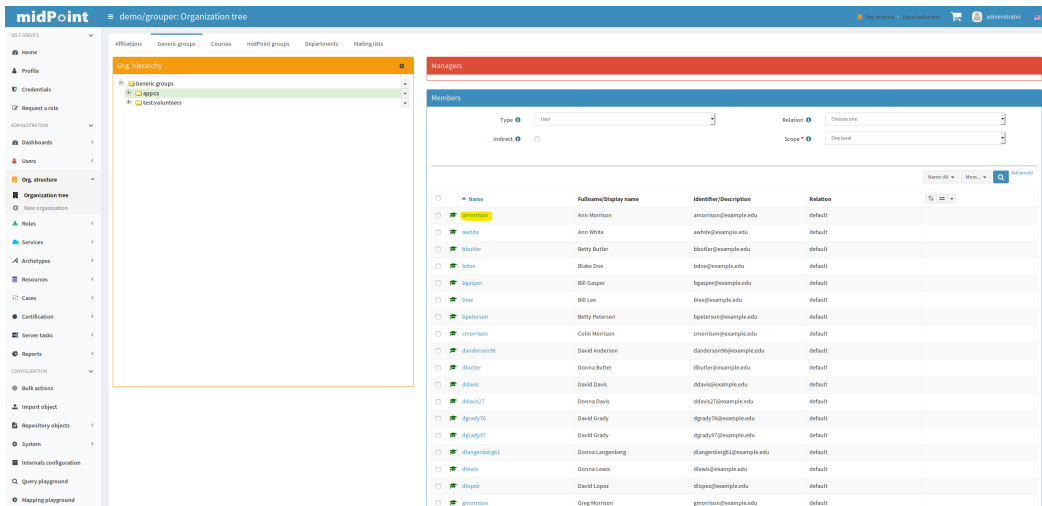 midPoint
demo/grouper: Organization tree
Org. structure
Organization tree
administrator
SELF SERVICE
Home
Profile
Credentials
Request a role
ADMINISTRATION
Dashboards
Users
Org. structure
Organization tree
New organization
Roles
Services
Archetypes
Resources
Cases
Certification
Server tasks
Reports
CONFIGURATION
Bulk actions
Import object
Repository objects
System
Internals configuration
Query playground
Mapping playground
Affiliations Generic groups Courses midPoint groups Departments Mailing lists
Org. hierarchy
Generic groups
app:cs
test:volunteers
Managers
Members
Type User Relation Choose one
Indirect Scope * One level
Name: All More... Advanced
Name Fullname/Display name Identifier/Description Relation
amorrison Ann Morrison amorrison@example.edu default
awhite Ann White awhite@example.edu default
bbutler Betty Butler bbutler@example.edu default
bdoe Blake Doe bdoe@example.edu default
bgasper Bill Gasper bgasper@example.edu default
blee Bill Lee blee@example.edu default
bpeterson Betty Peterson bpeterson@example.edu default
cmorrison Colin Morrison cmorrison@example.edu default
danderson96 David Anderson danderson96@example.edu default
dbutler Donna Butler dbutler@example.edu default
ddavis David Davis ddavis@example.edu default
ddavis27 Donna Davis ddavis27@example.edu default
dgrady76 David Grady dgrady76@example.edu default
dgrady97 David Grady dgrady97@example.edu default
dlangenberg61 Donna Langenberg dlangenberg61@example.edu default
dlewis Donna Lewis dlewis@example.edu default
dlopez David Lopez dlopez@example.edu default
gmorrison Greg Morrison gmorrison@example.edu default